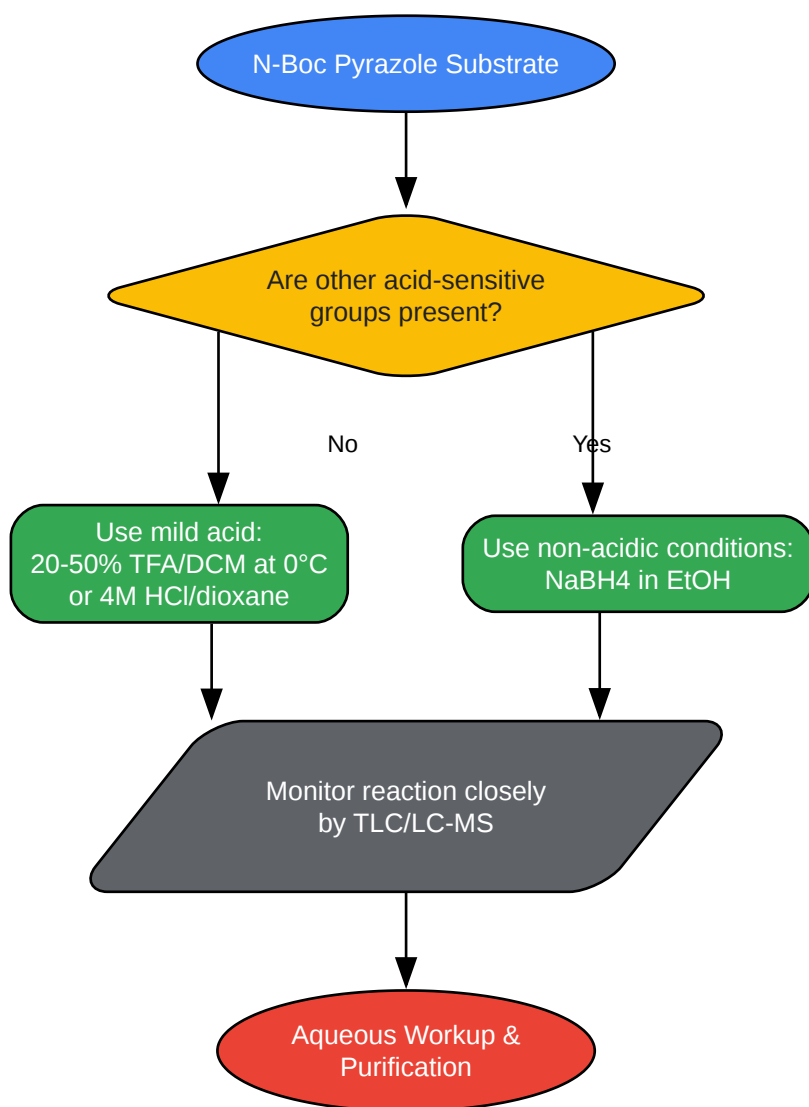 N-Boc Pyrazole Substrate
Are other acid-sensitive
groups present?
No
Yes
Use mild acid:
20-50% TFA/DCM at 0°C
or 4M HCl/dioxane
Use non-acidic conditions:
NaBH4 in EtOH
Monitor reaction closely
by TLC/LC-MS
Aqueous Workup &
Purification